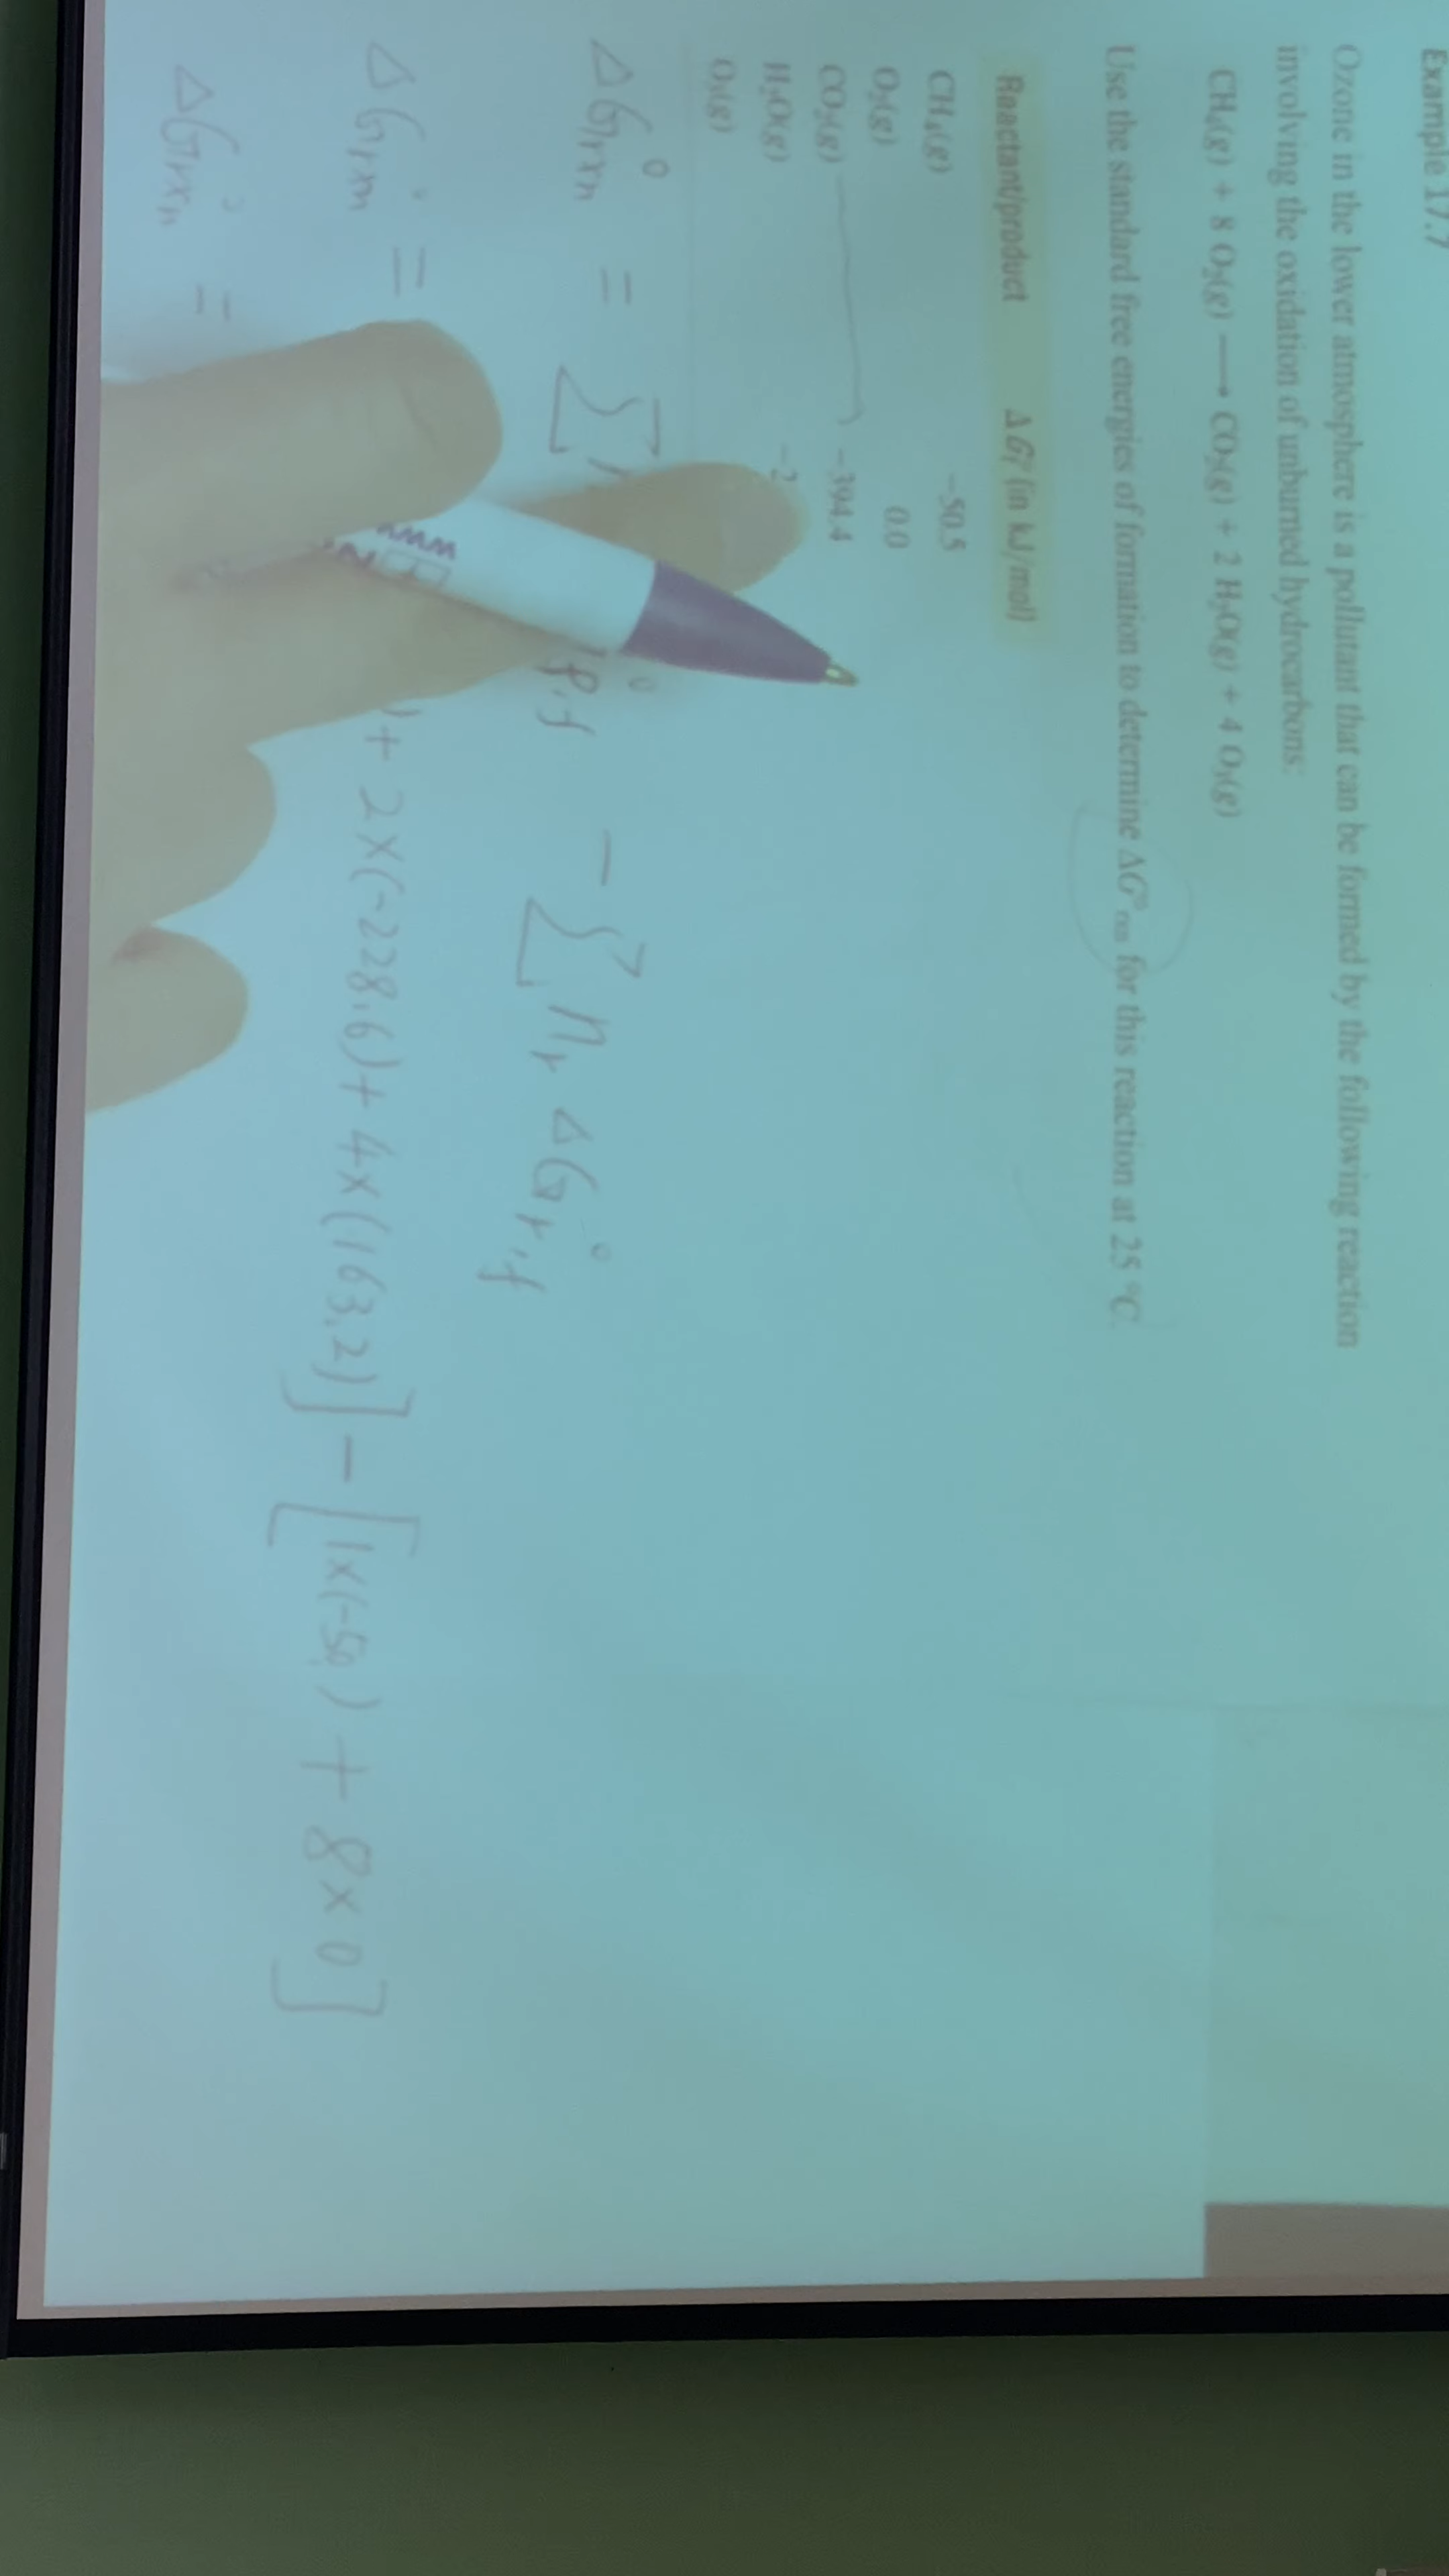 Example 17.7
Ozone in the lower atmosphere is a pollutant that can be formed by the following reaction
involving the oxidation of unburned hydrocarbons:
CH₄(g) + 8 O₂(g) ⟶ CO₂(g) + 2 H₂O(g) + 4 O₃(g)
Use the standard free energies of formation to determine ΔG°rxn for this reaction at 25 °C.
Reactant/product ΔG°f (in kJ/mol)
CH₄(g) −50.5
O₂(g) 0.0
CO₂(g) −394.4
H₂O(g) −2
O₃(g)
ΔG°rxn = Σ p,f° − Σ nr ΔG°r,f
ΔG°rxn = ) + 2×(−228.6) + 4×(163.2)] − [1×(−50, ) + 8×0]
ΔG°rxn =